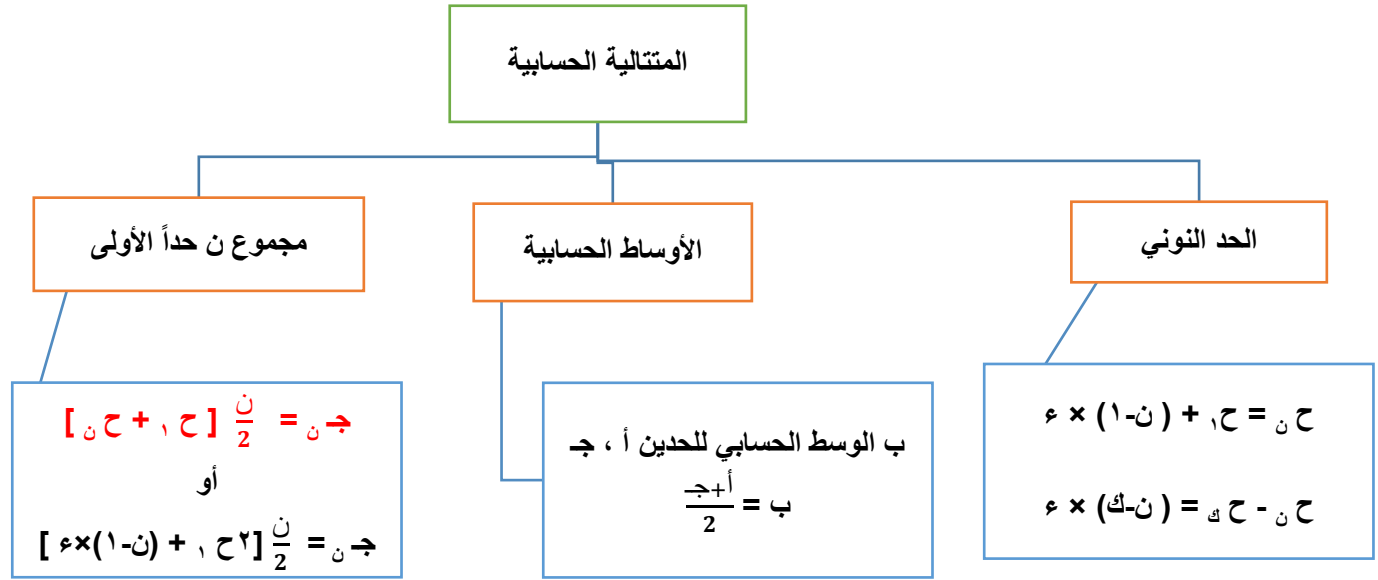 المتتالية الحسابية
الحد النوني
ح ن = ح١ + ( ن-١) × ء
ح ن - ح ك = ( ن-ك) × ء
الأوساط الحسابية
ب الوسط الحسابي للحدين أ ، جـ
ب = (أ+جـ)/2
مجموع ن حداً الأولى
جـ ن = ن/2 [ ح ١ + ح ن ]
أو
جـ ن = ن/2 [٢ ح ١ + (ن-١)×ء ]